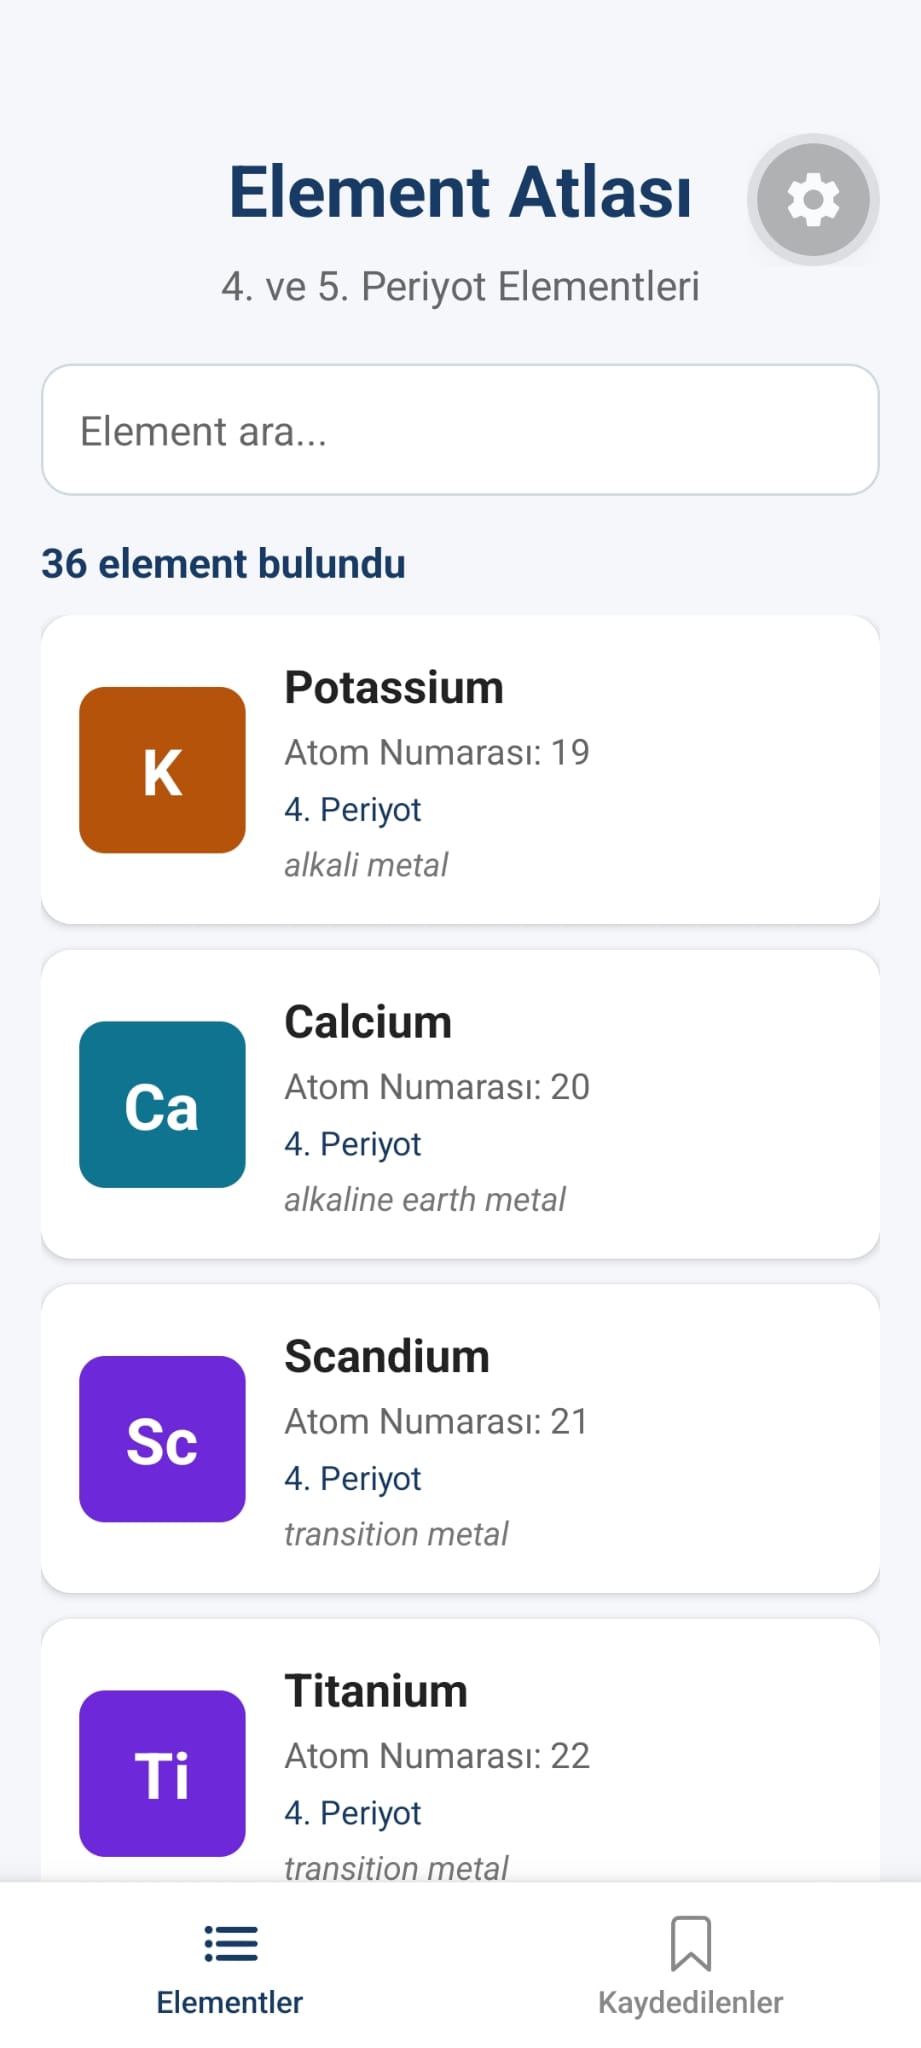 Element Atlası
4. ve 5. Periyot Elementleri
Element ara...
36 element bulundu
K
Potassium
Atom Numarası: 19
4. Periyot
alkali metal
Ca
Calcium
Atom Numarası: 20
4. Periyot
alkaline earth metal
Sc
Scandium
Atom Numarası: 21
4. Periyot
transition metal
Ti
Titanium
Atom Numarası: 22
4. Periyot
transition metal
Elementler
Kaydedilenler